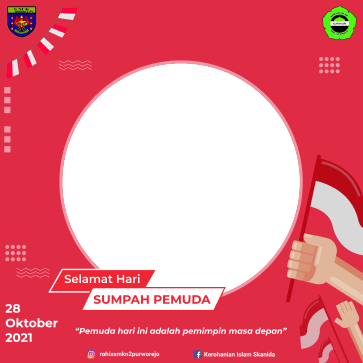 Selamat Hari
SUMPAH PEMUDA
28
Oktober
2021
“Pemuda hari ini adalah pemimpin masa depan”
rohissmkn2purworejo
Kerohanian Islam Skanida